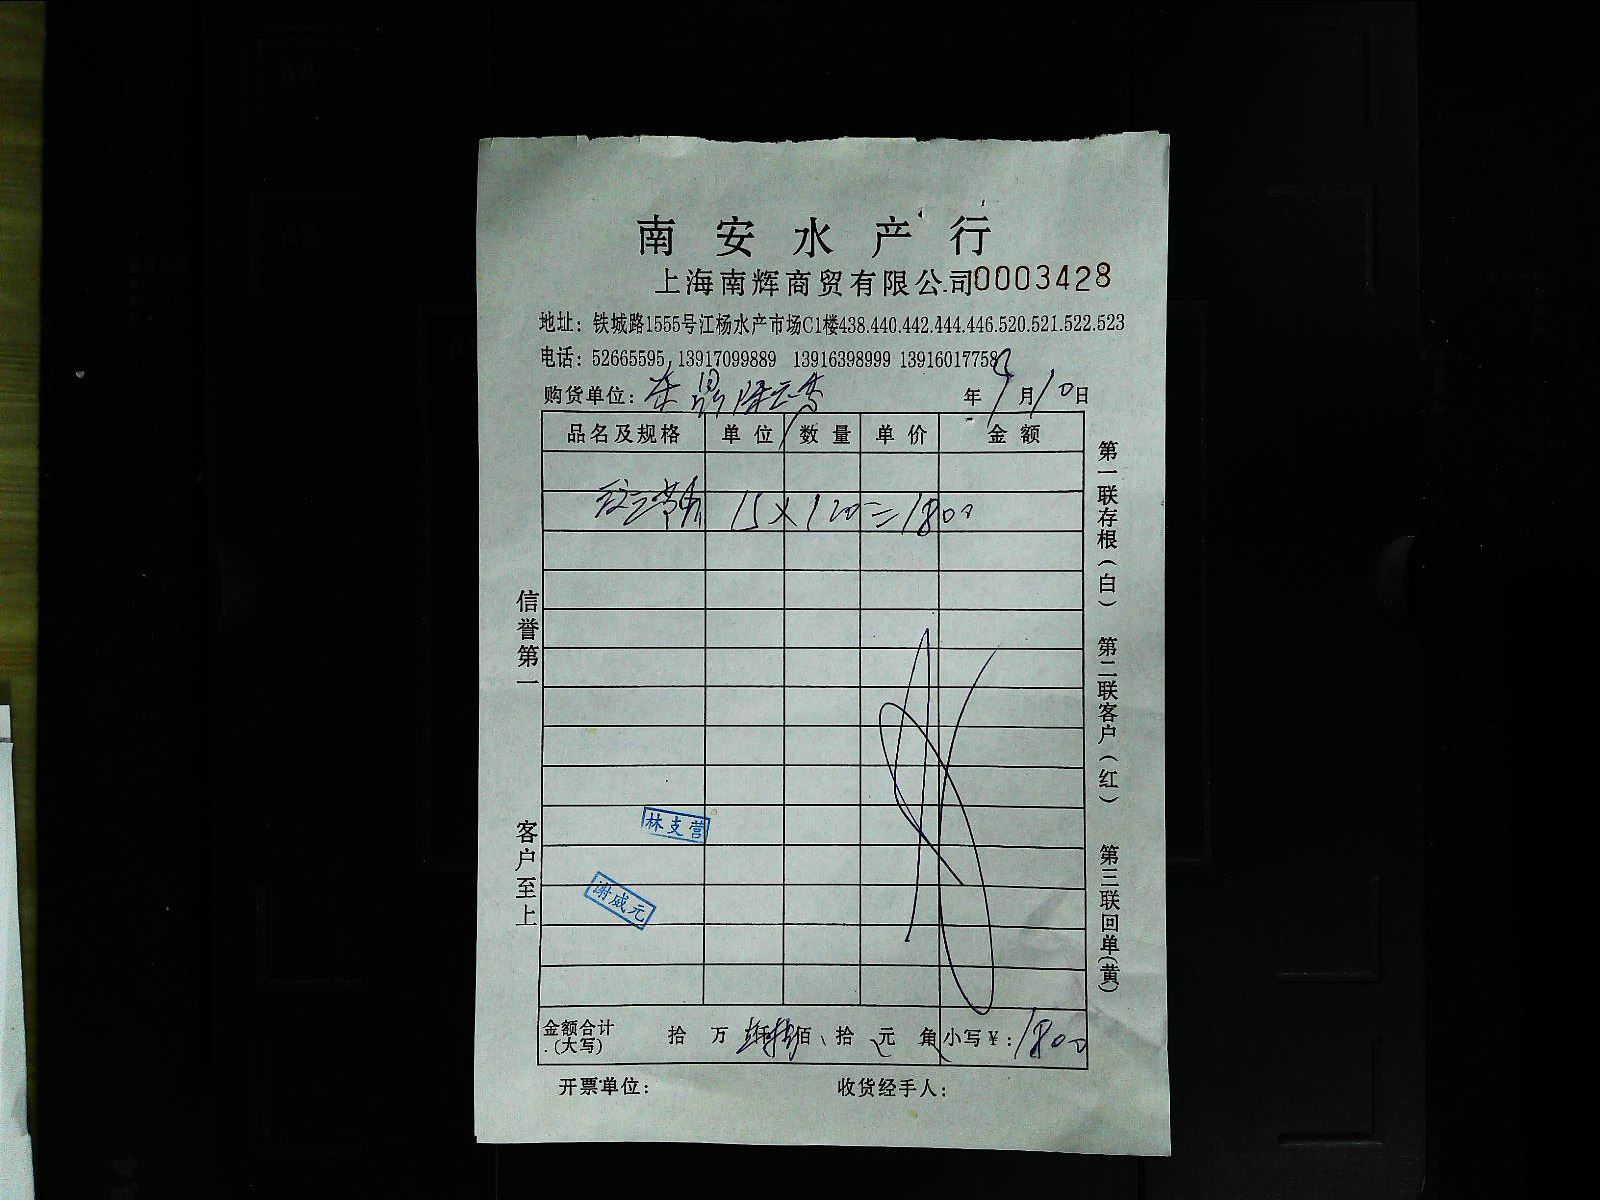 南安水产行
上海南辉商贸有限公司0003428
地址：铁城路1555号江杨水产市场C1楼438.440.442.444.446.520.521.522.523
电话：52665595，13917099889 13916398999 13916017758
购货单位： 年9月10日
品名及规格 单位 数量 单价 金额
15×120=1800
信誉第一
客户至上
林支营
谢咸元
第一联存根（白）
第二联客户（红）
第三联回单（黄）
金额合计（大写） 拾 万 仟 佰 拾 元 角 小写￥：1800
开票单位： 收货经手人：